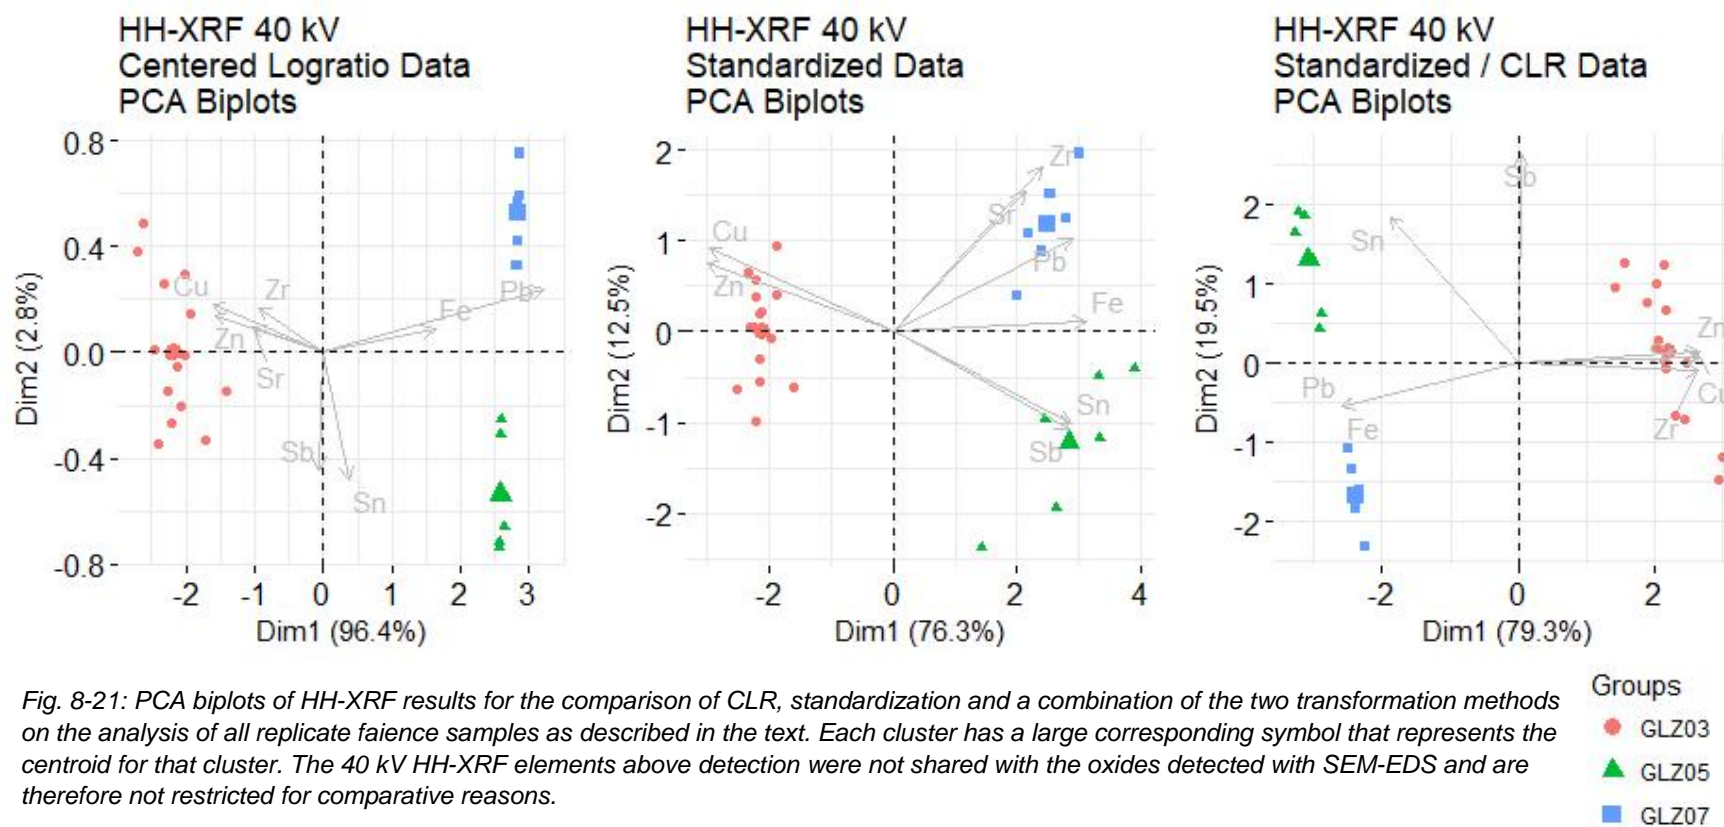 HH-XRF 40 kV
Centered Logratio Data
PCA Biplots
0.8
0.4
0.0
-0.4
-0.8
Dim2 (2.8%)
Cu
Zr
Pb
Fe
Zn
Sr
Sb
Sn
-2 -1 0 1 2 3
Dim1 (96.4%)
HH-XRF 40 kV
Standardized Data
PCA Biplots
2
1
0
-1
-2
Dim2 (12.5%)
Zr
Sr
Cu
Pb
Zn
Fe
Sn
Sb
-2 0 2 4
Dim1 (76.3%)
HH-XRF 40 kV
Standardized / CLR Data
PCA Biplots
2
1
0
-1
-2
Dim2 (19.5%)
Sb
Sn
Zn
Pb
Cu
Fe
Zr
-2 0 2
Dim1 (79.3%)
Fig. 8-21: PCA biplots of HH-XRF results for the comparison of CLR, standardization and a combination of the two transformation methods
on the analysis of all replicate faience samples as described in the text. Each cluster has a large corresponding symbol that represents the
centroid for that cluster. The 40 kV HH-XRF elements above detection were not shared with the oxides detected with SEM-EDS and are
therefore not restricted for comparative reasons.
Groups
GLZ03
GLZ05
GLZ07